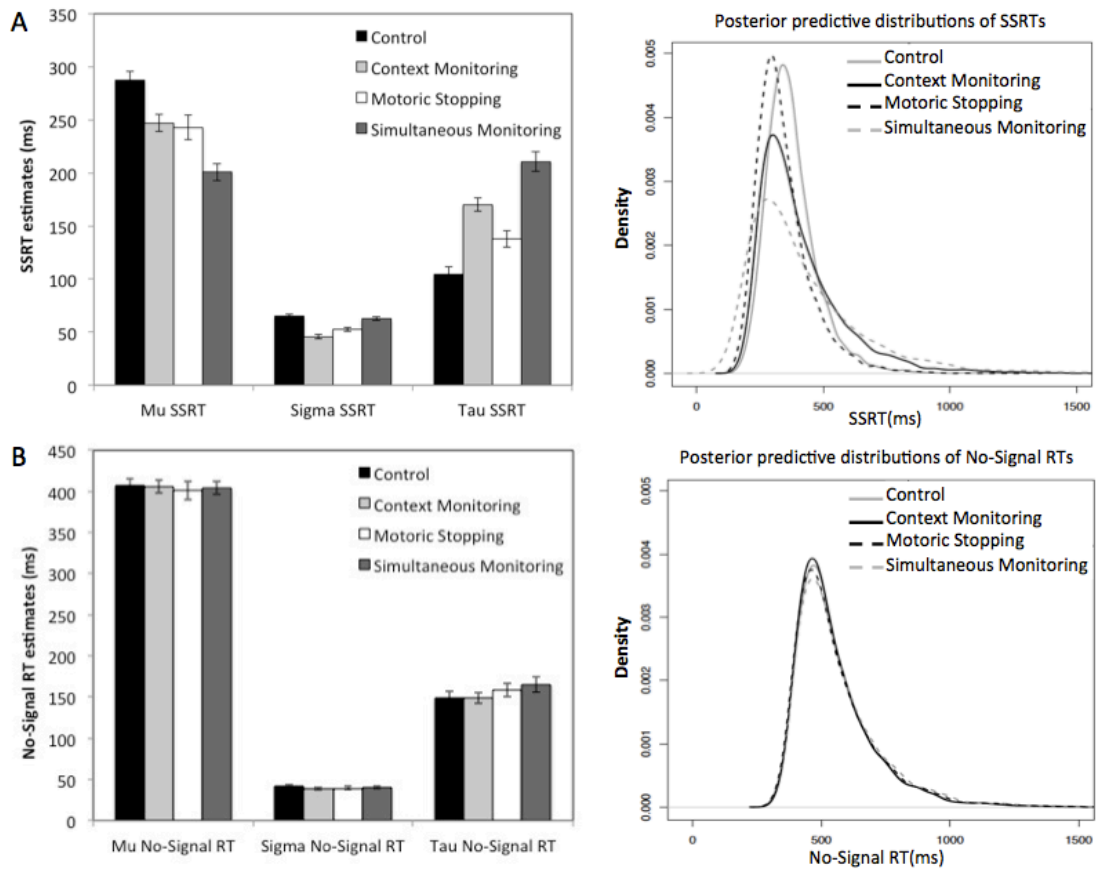 A
350
300
250
200
150
100
50
0
SSRT estimates (ms)
Control
Context Monitoring
Motoric Stopping
Simultaneous Monitoring
Mu SSRT
Sigma SSRT
Tau SSRT
Posterior predictive distributions of SSRTs
Control
Context Monitoring
Motoric Stopping
Simultaneous Monitoring
0.005
0.004
0.003
0.002
0.001
0.000
Density
0
500
1000
1500
SSRT(ms)
B
450
400
350
300
250
200
150
100
50
0
No-Signal RT estimates (ms)
Control
Context Monitoring
Motoric Stopping
Simultaneous Monitoring
Mu No-Signal RT
Sigma No-Signal RT
Tau No-Signal RT
Posterior predictive distributions of No-Signal RTs
Control
Context Monitoring
Motoric Stopping
Simultaneous Monitoring
0.005
0.004
0.003
0.002
0.001
0.000
Density
0
500
1000
1500
No-Signal RT(ms)